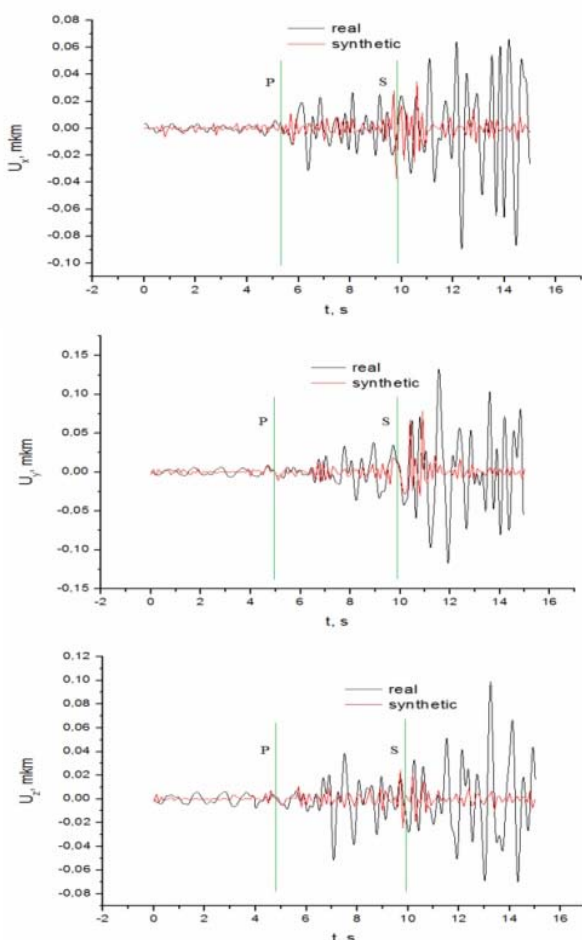 0,08
0,06
0,04
0,02
0,00
-0,02
-0,04
-0,06
-0,08
-0,10
Uₓ, mkm
real
synthetic
P
S
-2 0 2 4 6 8 10 12 14 16
t, s
0,15
0,10
0,05
0,00
-0,05
-0,10
-0,15
Uᵧ, mkm
real
synthetic
P
S
-2 0 2 4 6 8 10 12 14 16
t, s
0,12
0,10
0,08
0,06
0,04
0,02
0,00
-0,02
-0,04
-0,06
-0,08
U_z, mkm
real
synthetic
P
S
-2 0 2 4 6 8 10 12 14 16
t, s